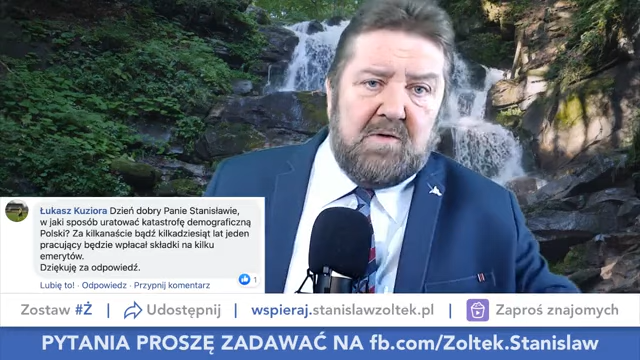 Łukasz Kuziora Dzień dobry Panie Stanisławie,
w jaki sposób uratować katastrofę demograficzną
Polski? Za kilkanaście bądź kilkadziesiąt lat jeden
pracujący będzie wpłacał składki na kilku
emerytów.
Dziękuję za odpowiedź.
1
Lubię to! · Odpowiedz · Przypnij komentarz
Zostaw #Ż | Udostępnij | wspieraj.stanislawzoltek.pl | Zaproś znajomych
PYTANIA PROSZĘ ZADAWAĆ NA fb.com/Zoltek.Stanislaw